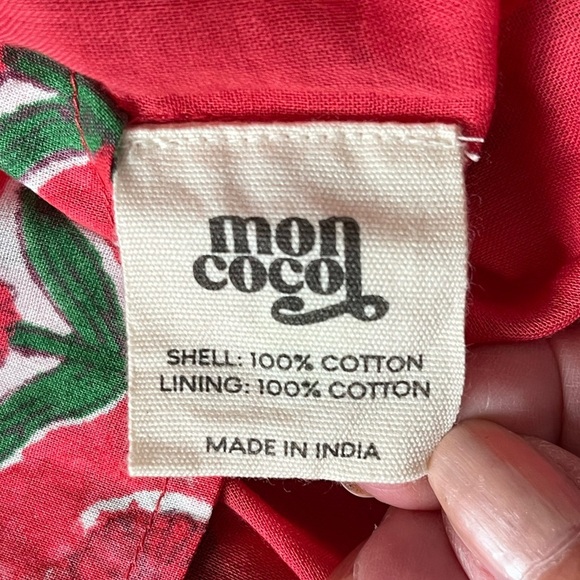 mon
coco
SHELL: 100% COTTON
LINING: 100% COTTON
MADE IN INDIA